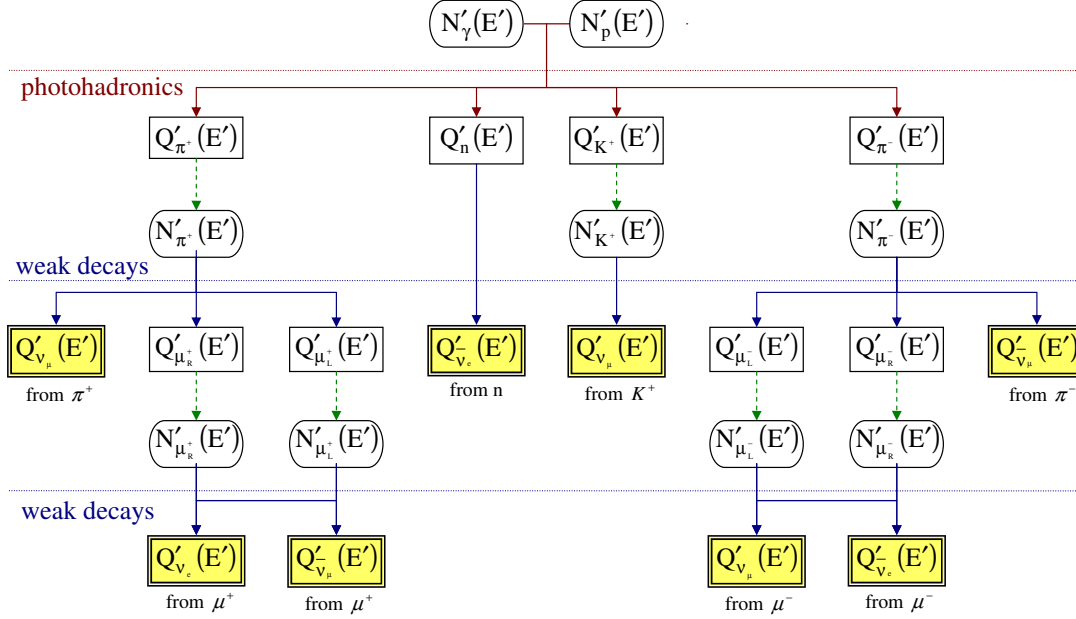 N′γ(E′) N′p(E′)
photohadronics
Q′π⁺(E′) Q′n(E′) Q′K⁺(E′) Q′π⁻(E′)
N′π⁺(E′) N′K⁺(E′) N′π⁻(E′)
weak decays
Q′νμ(E′) Q′μ⁺R(E′) Q′μ⁺L(E′) Q′ν̄e(E′) Q′νμ(E′) Q′μ⁻L(E′) Q′μ⁻R(E′) Q′ν̄μ(E′)
from π⁺ from n from K⁺ from π⁻
N′μ⁺R(E′) N′μ⁺L(E′) N′μ⁻L(E′) N′μ⁻R(E′)
weak decays
Q′νe(E′) Q′ν̄μ(E′) Q′νμ(E′) Q′ν̄e(E′)
from μ⁺ from μ⁺ from μ⁻ from μ⁻